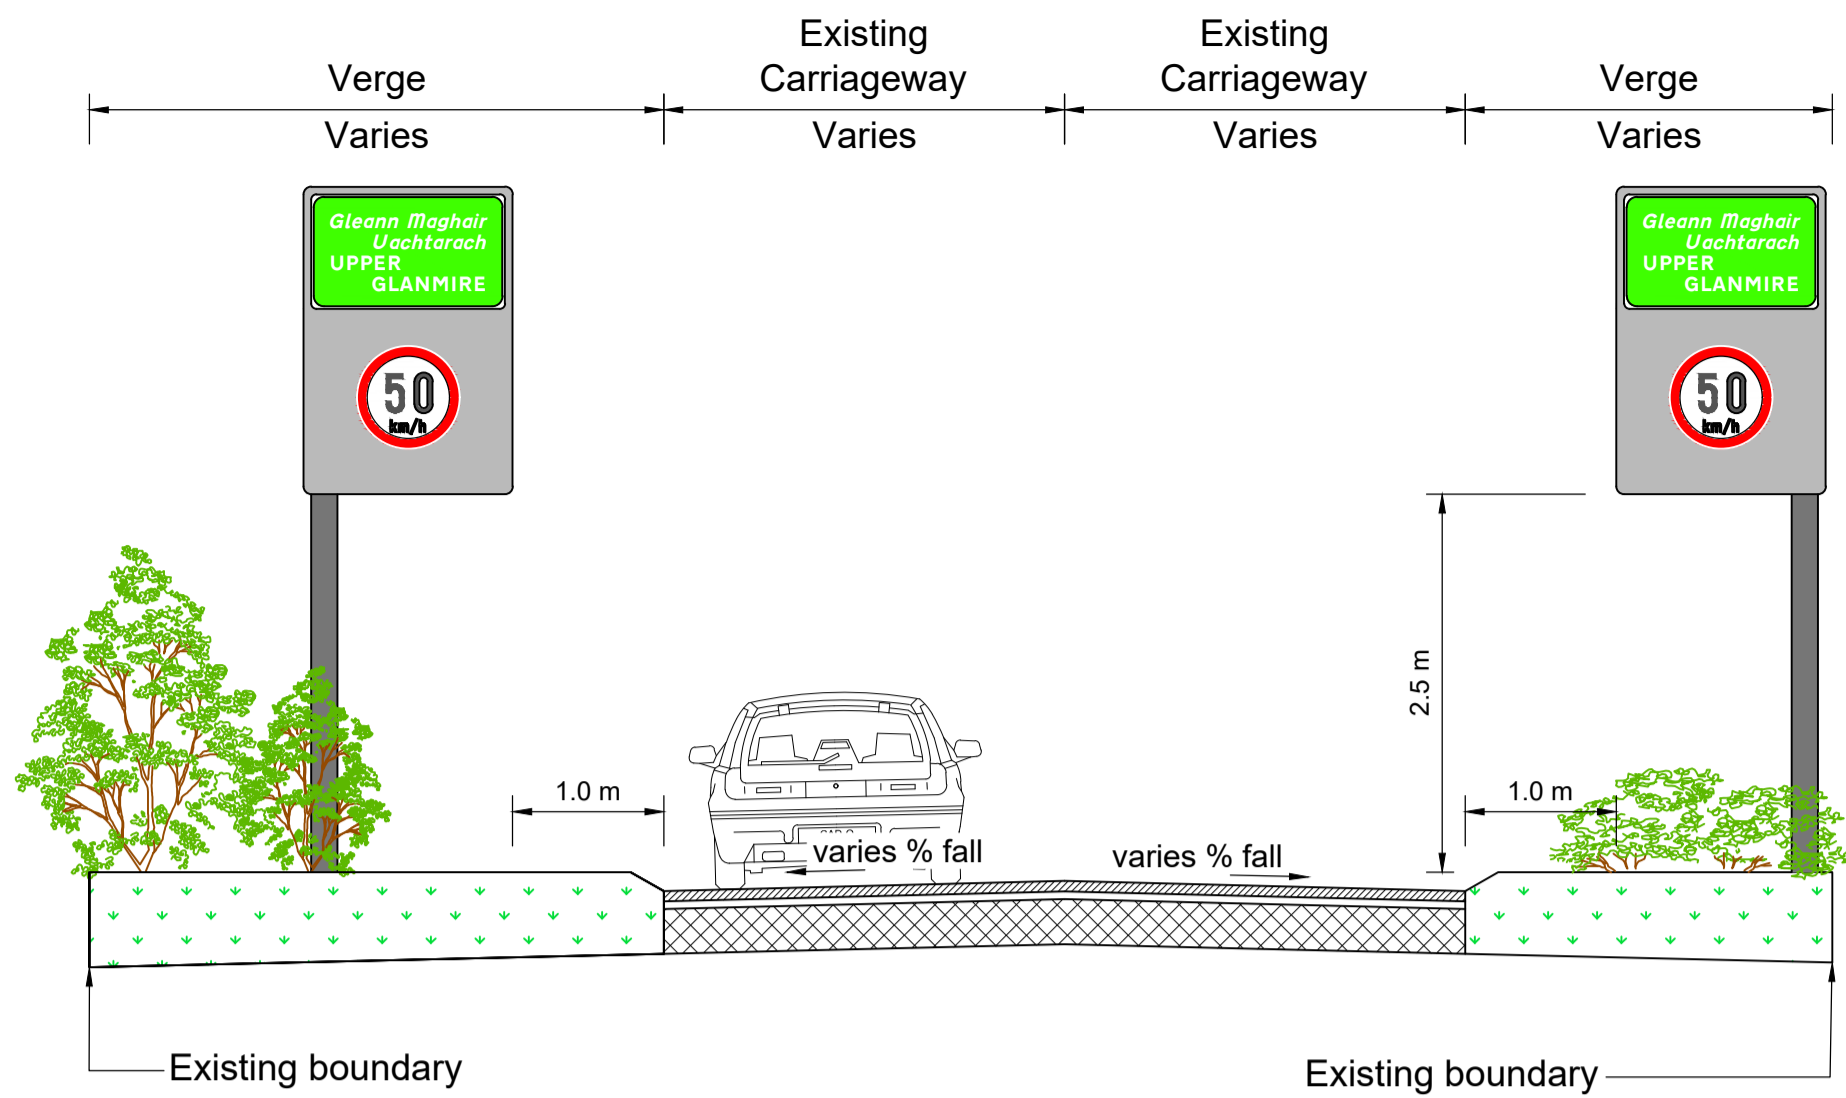 Existing
Carriageway
Existing
Carriageway
Verge
Verge
Varies
Varies
Varies
Varies
Gleann Maghair
Uachtarach
UPPER
GLANMIRE
50
km/h
Gleann Maghair
Uachtarach
UPPER
GLANMIRE
50
km/h
2.5 m
1.0 m
1.0 m
varies % fall
varies % fall
Existing boundary
Existing boundary